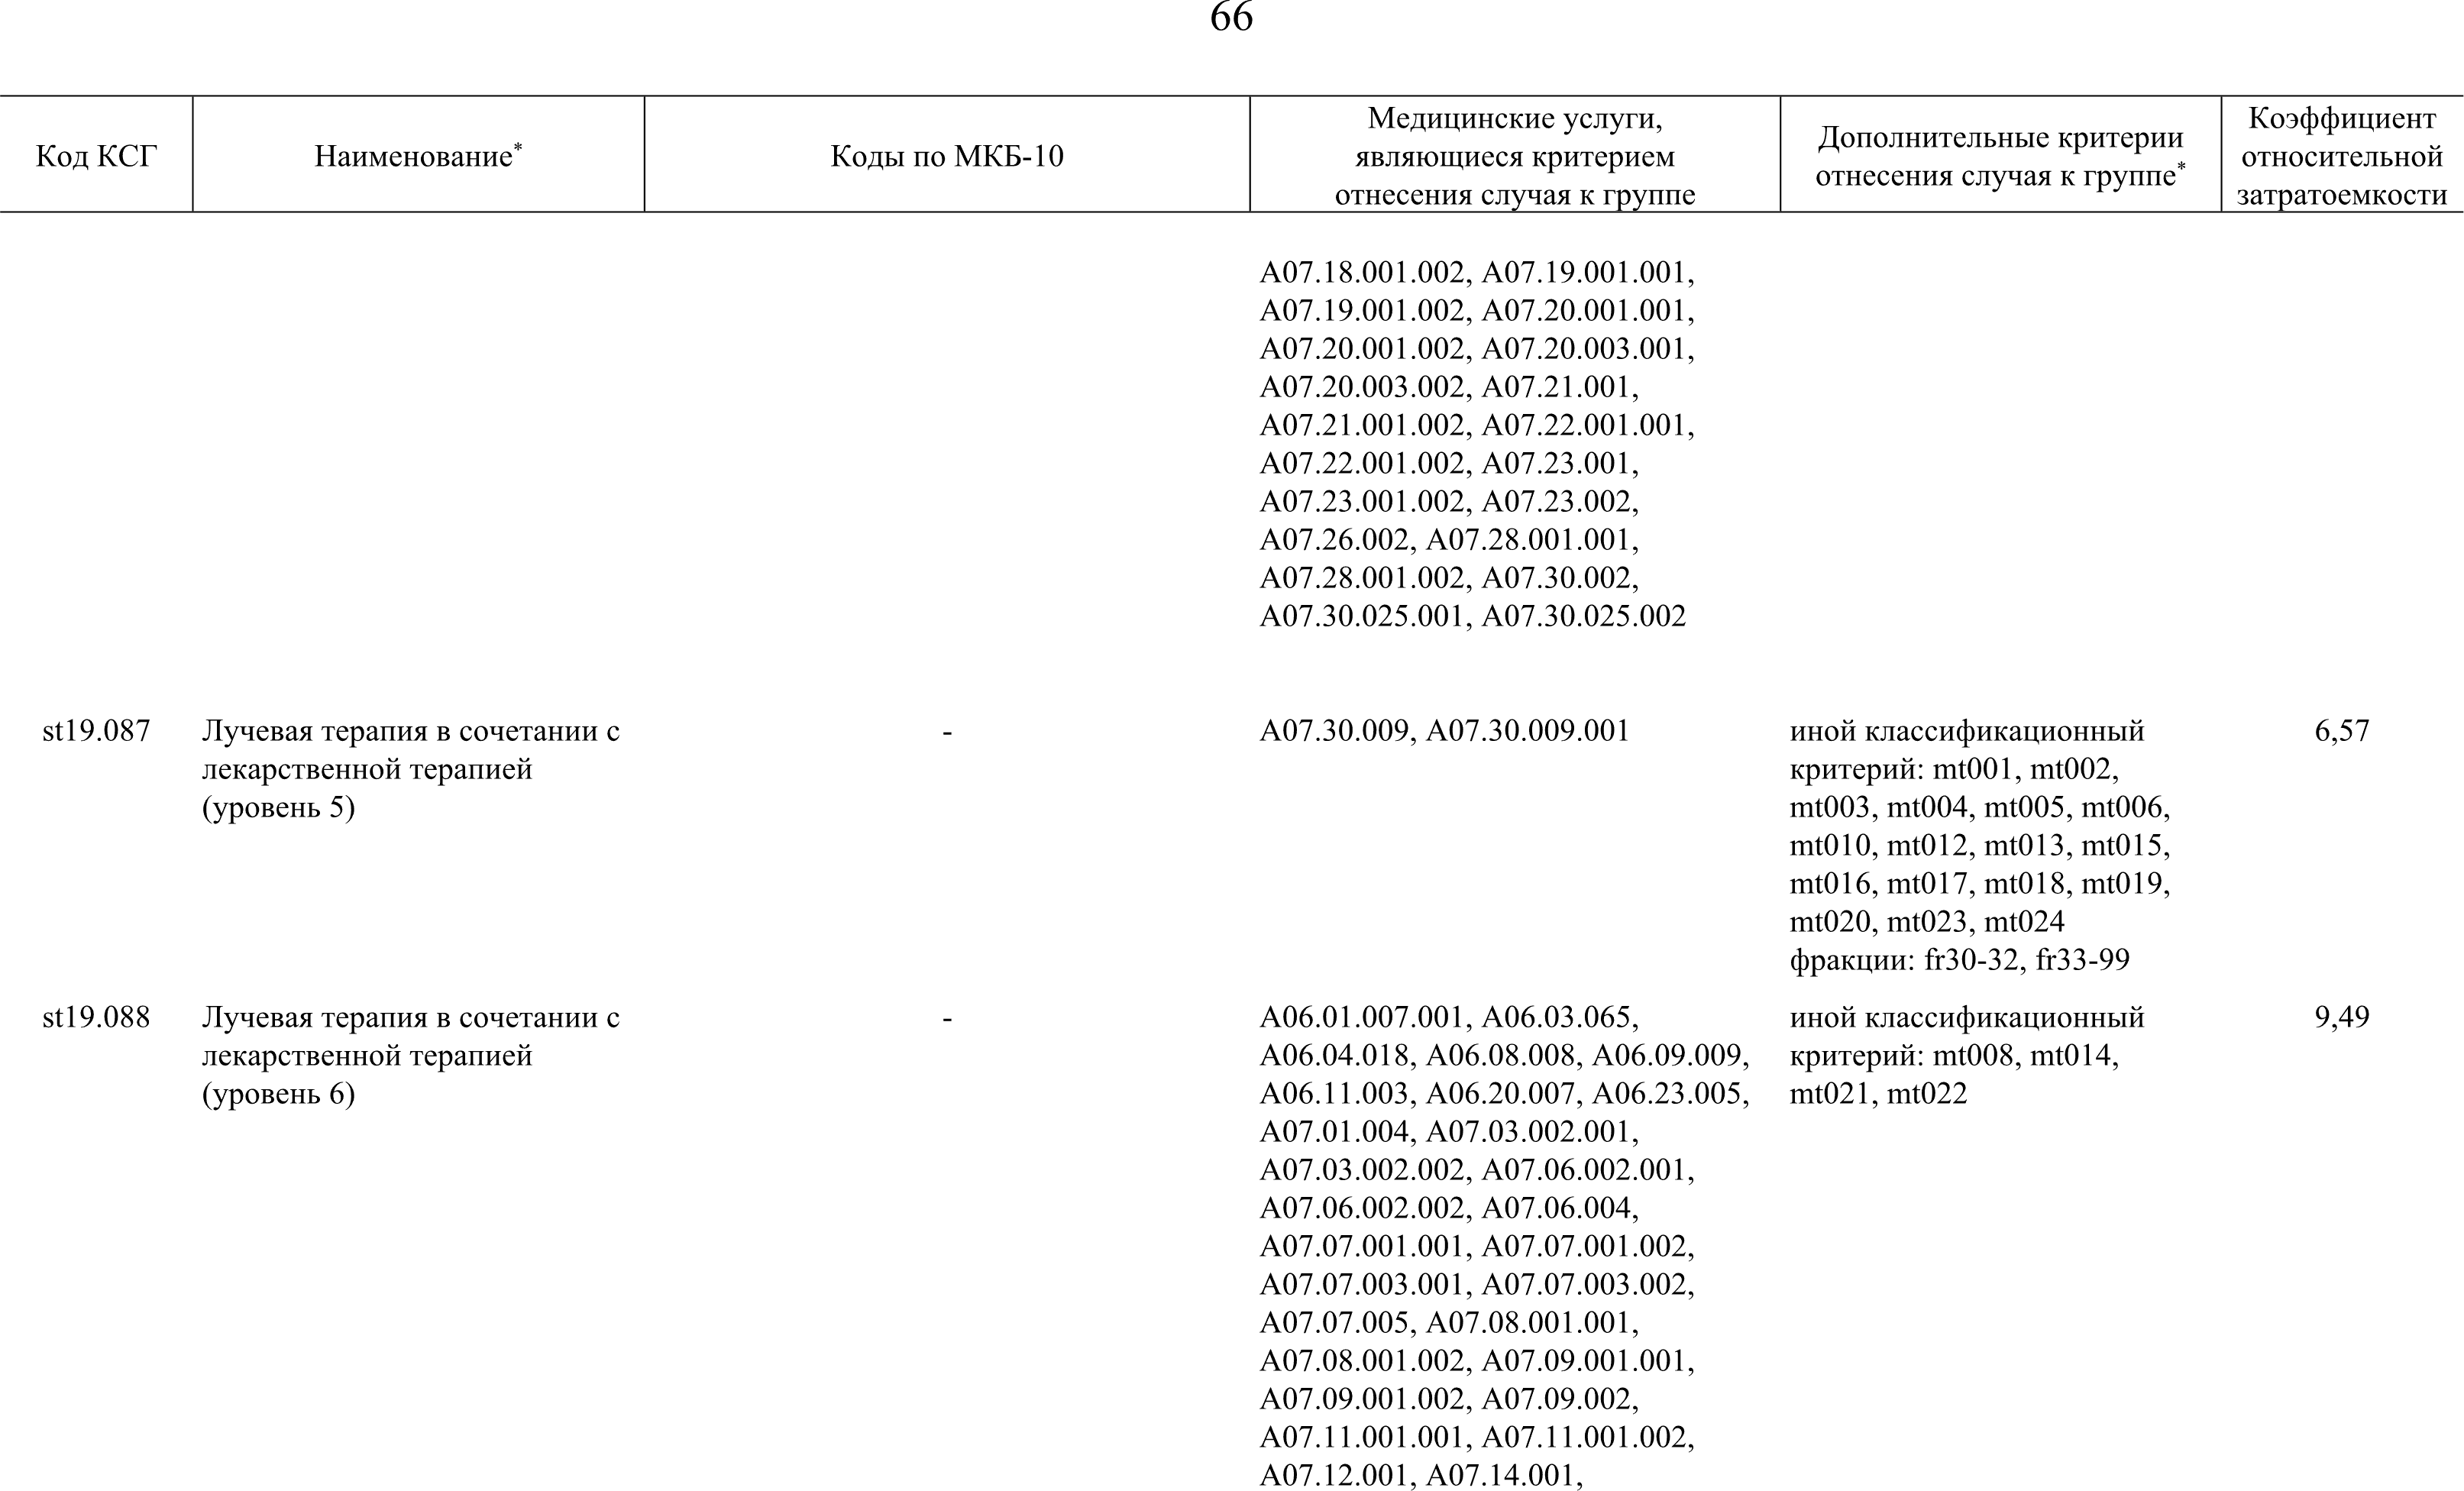 66
Код КСГ
Наименование*
Коды по МКБ-10
Медицинские услуги,
являющиеся критерием
отнесения случая к группе
Дополнительные критерии
отнесения случая к группе*
Коэффициент
относительной
затратоемкости
A07.18.001.002, A07.19.001.001,
A07.19.001.002, A07.20.001.001,
A07.20.001.002, A07.20.003.001,
A07.20.003.002, A07.21.001,
A07.21.001.002, A07.22.001.001,
A07.22.001.002, A07.23.001,
A07.23.001.002, A07.23.002,
A07.26.002, A07.28.001.001,
A07.28.001.002, A07.30.002,
A07.30.025.001, A07.30.025.002
st19.087
Лучевая терапия в сочетании с
лекарственной терапией
(уровень 5)
-
A07.30.009, A07.30.009.001
иной классификационный
критерий: mt001, mt002,
mt003, mt004, mt005, mt006,
mt010, mt012, mt013, mt015,
mt016, mt017, mt018, mt019,
mt020, mt023, mt024
фракции: fr30-32, fr33-99
6,57
st19.088
Лучевая терапия в сочетании с
лекарственной терапией
(уровень 6)
-
A06.01.007.001, A06.03.065,
A06.04.018, A06.08.008, A06.09.009,
A06.11.003, A06.20.007, A06.23.005,
A07.01.004, A07.03.002.001,
A07.03.002.002, A07.06.002.001,
A07.06.002.002, A07.06.004,
A07.07.001.001, A07.07.001.002,
A07.07.003.001, A07.07.003.002,
A07.07.005, A07.08.001.001,
A07.08.001.002, A07.09.001.001,
A07.09.001.002, A07.09.002,
A07.11.001.001, A07.11.001.002,
A07.12.001, A07.14.001,
иной классификационный
критерий: mt008, mt014,
mt021, mt022
9,49